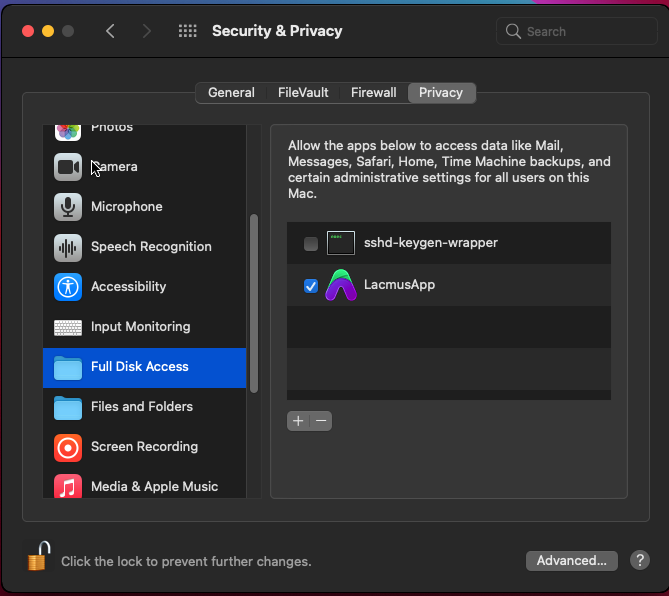 Security & Privacy
Search
General FileVault Firewall Privacy
Photos
Camera
Microphone
Speech Recognition
Accessibility
Input Monitoring
Full Disk Access
Files and Folders
Screen Recording
Media & Apple Music
Allow the apps below to access data like Mail,
Messages, Safari, Home, Time Machine backups, and
certain administrative settings for all users on this
Mac.
sshd-keygen-wrapper
LacmusApp
+ −
Click the lock to prevent further changes.
Advanced...
?